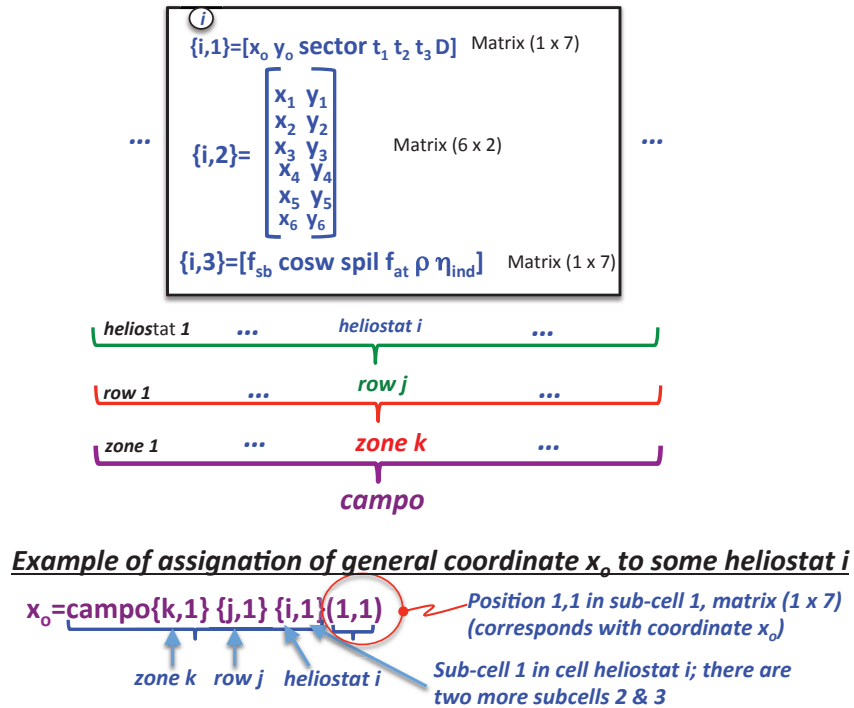 i
{i,1}=[xₒ yₒ sector t₁ t₂ t₃ D] Matrix (1 x 7)
x₁ y₁
x₂ y₂
... {i,2}= x₃ y₃ Matrix (6 x 2) ...
x₄ y₄
x₅ y₅
x₆ y₆
{i,3}=[f_sb cosw spil f_at ρ η_ind] Matrix (1 x 7)
heliostat 1 ... heliostat i ...
row 1 ... row j ...
zone 1 ... zone k ...
campo
Example of assignation of general coordinate xₒ to some heliostat i
xₒ=campo{k,1} {j,1} {i,1}(1,1)
Position 1,1 in sub-cell 1, matrix (1 x 7)
(corresponds with coordinate xₒ)
zone k row j heliostat i
Sub-cell 1 in cell heliostat i; there are
two more subcells 2 & 3